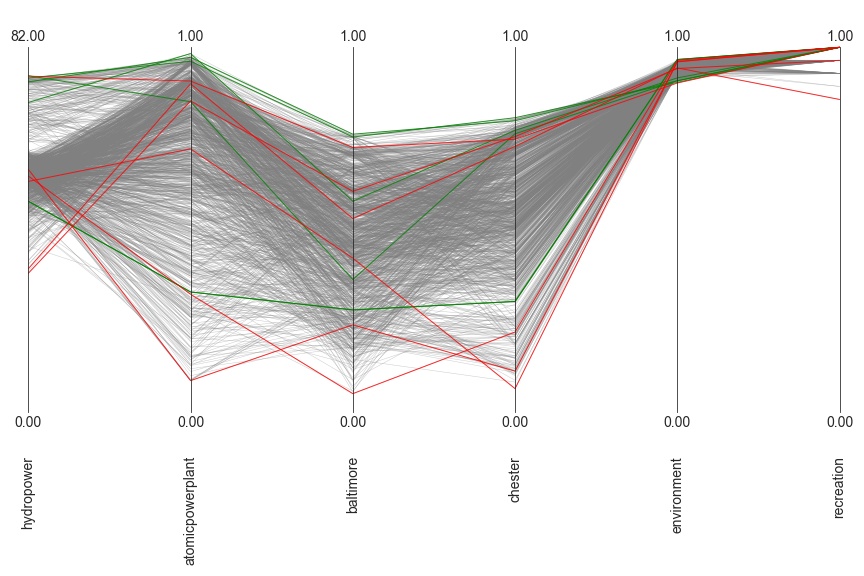 82.00 1.00 1.00 1.00 1.00 1.00
0.00 0.00 0.00 0.00 0.00 0.00
hydropower
atomicpowerplant
baltimore
chester
environment
recreation